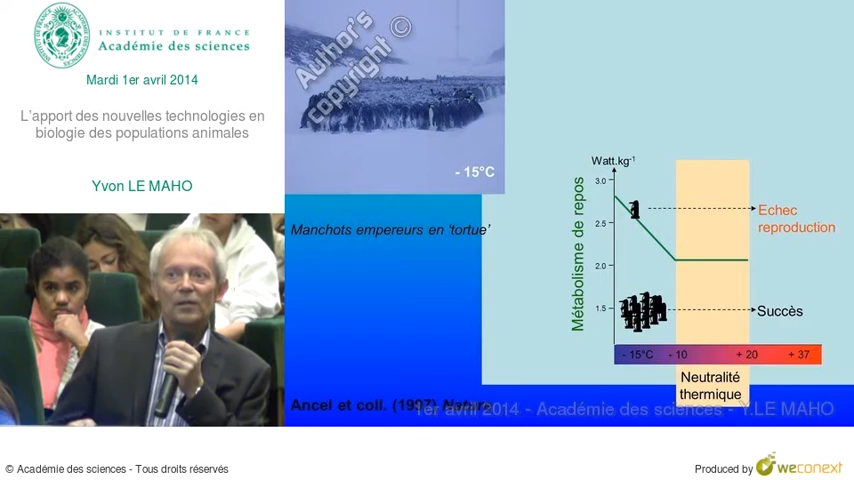 INSTITUT DE FRANCE
Académie des sciences
Mardi 1er avril 2014
L'apport des nouvelles technologies en
biologie des populations animales
Yvon LE MAHO
Author's
copyright ©
- 15°C
Manchots empereurs en 'tortue'
Watt.kg-1
3.0
2.5
2.0
1.5
Métabolisme de repos
Echec
reproduction
Succès
- 15°C - 10 + 20 + 37
Neutralité
thermique
Ancel et coll. (1997) Nature
1er avril 2014 - Académie des sciences - Y.LE MAHO
© Académie des sciences - Tous droits réservés
Produced by weconext